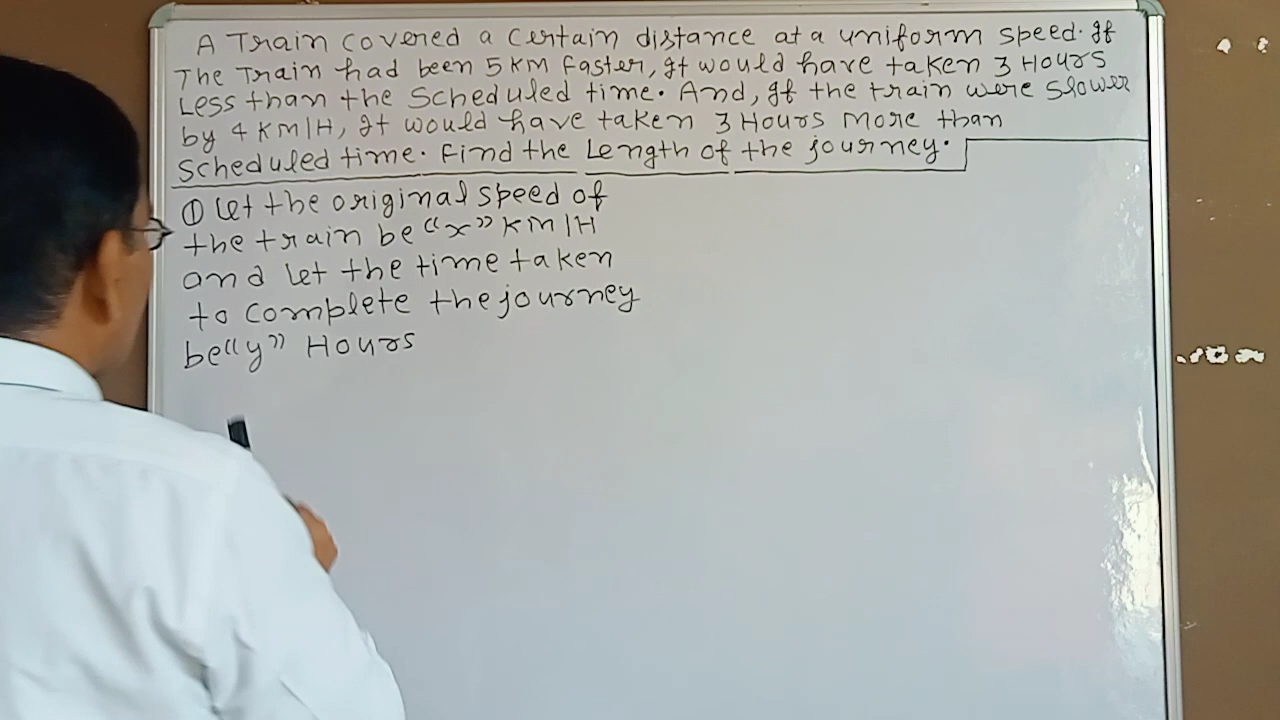 A Train covered a certain distance at a uniform speed. If
The Train had been 5 KM faster, It would have taken 3 Hours
Less than the Scheduled time. And, If the train were slower
by 4 KM/H, It would have taken 3 Hours More than
Scheduled time. Find the Length of the journey.
① Let the original speed of
the train be "x" KM/H
and let the time taken
to complete the journey
be "y" Hours